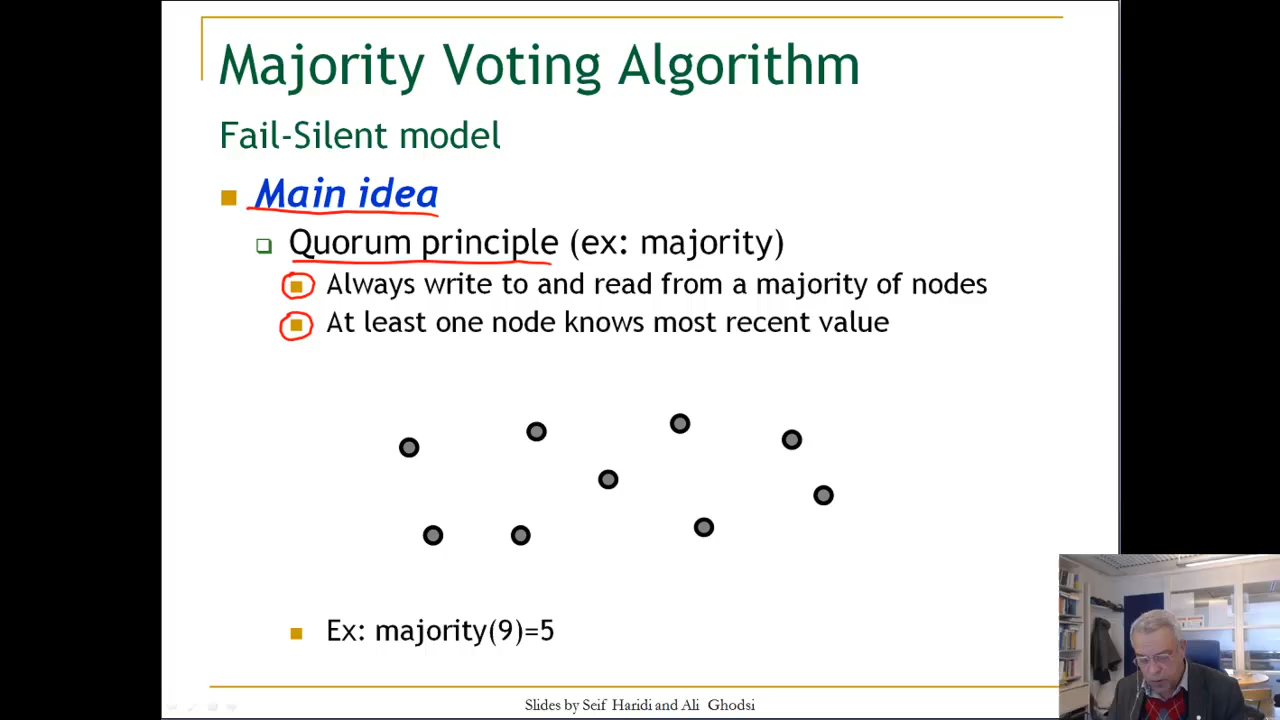 Majority Voting Algorithm
Fail-Silent model
Main idea
Quorum principle (ex: majority)
Always write to and read from a majority of nodes
At least one node knows most recent value
Ex: majority(9)=5
Slides by Seif Haridi and Ali Ghodsi